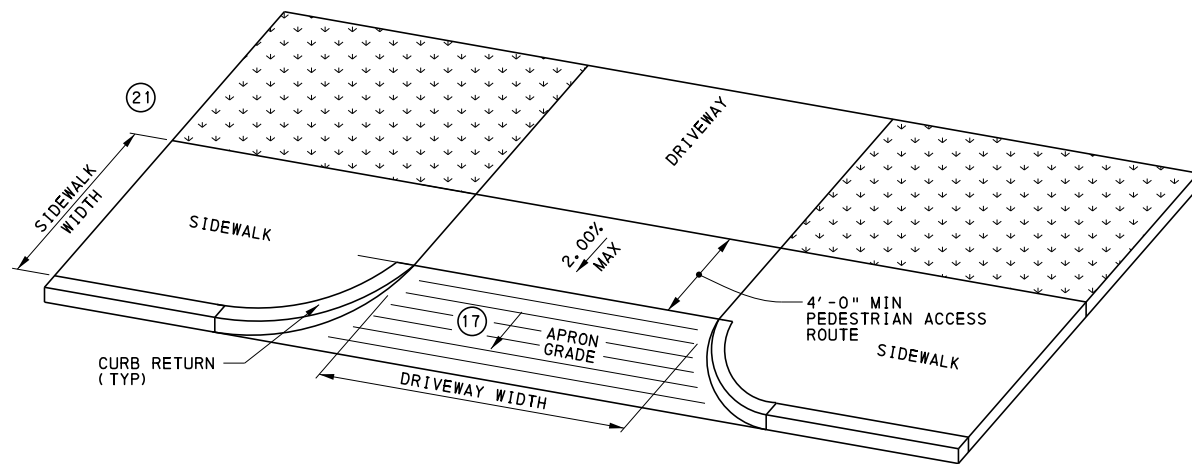 21
DRIVEWAY
SIDEWALK
WIDTH
SIDEWALK
2.00%
MAX
4'-0" MIN
PEDESTRIAN ACCESS
ROUTE
17
APRON
GRADE
SIDEWALK
CURB RETURN
(TYP)
DRIVEWAY WIDTH